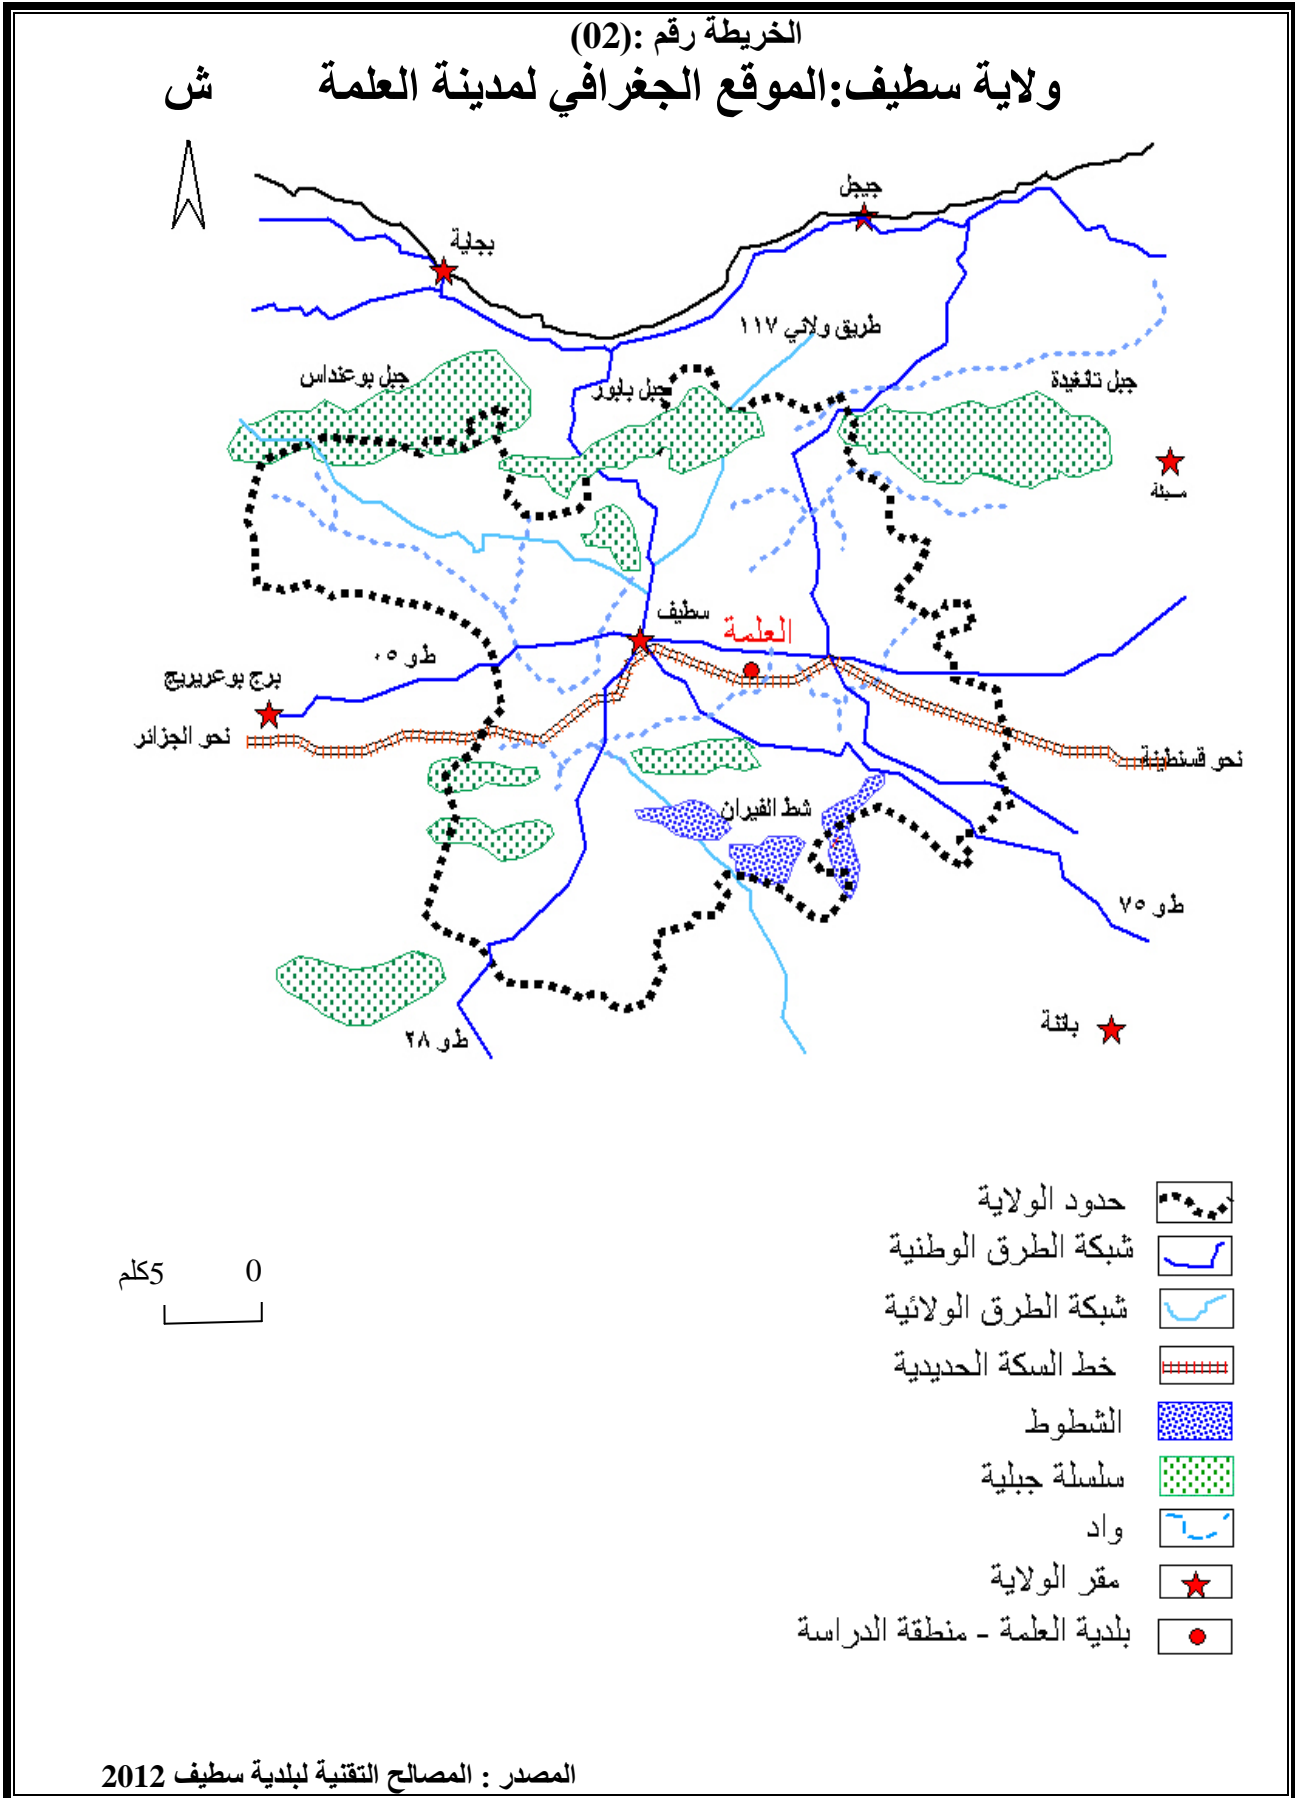 الخريطة رقم :(02)
ولاية سطيف:الموقع الجغرافي لمدينة العلمة
ش
جيجل
بجاية
طريق ولائي ١١٧
جبل بوعنداس
جبل بابور
جبل تانغيدة
ميلة
سطيف
العلمة
ط و ٠٥
برج بوعريريج
نحو الجزائر
نحو قسنطينة
شط الفيران
ط و ٧٥
باتنة
ط و ٢٨
حدود الولاية
شبكة الطرق الوطنية
شبكة الطرق الولائية
خط السكة الحديدية
الشطوط
سلسلة جبلية
واد
مقر الولاية
بلدية العلمة - منطقة الدراسة
0 5كلم
المصدر : المصالح التقنية لبلدية سطيف 2012